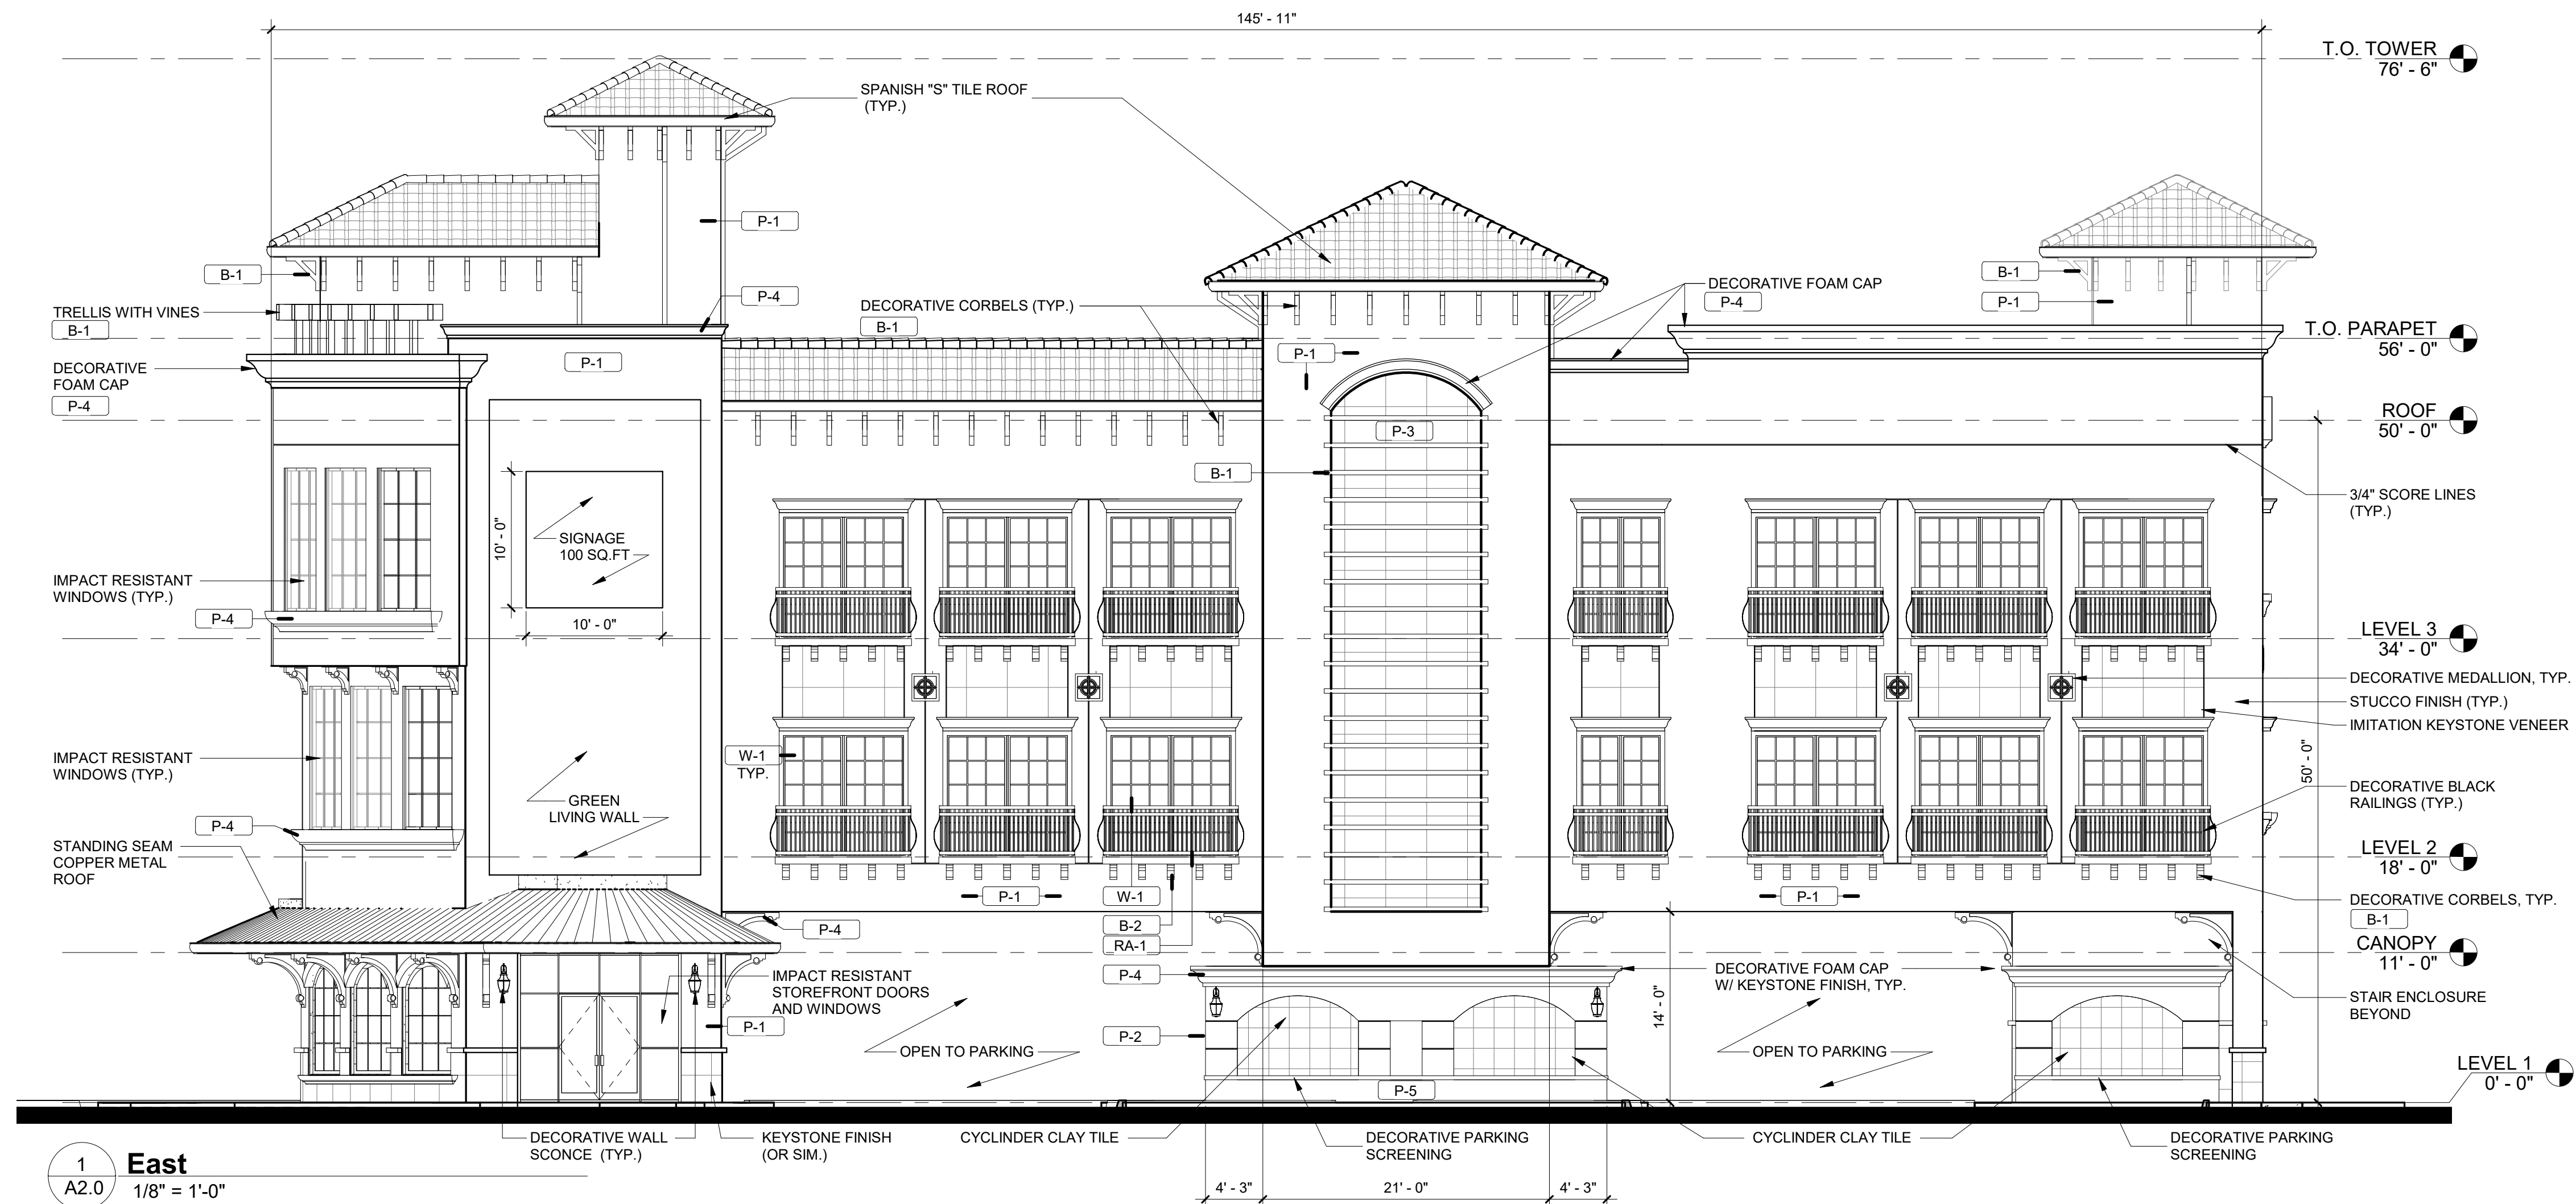 145' - 11"
T.O. TOWER
76' - 6"
SPANISH "S" TILE ROOF
(TYP.)
P-1
B-1
B-1
DECORATIVE FOAM CAP
P-4
P-4
P-1
TRELLIS WITH VINES
B-1
DECORATIVE CORBELS (TYP.)
B-1
T.O. PARAPET
56' - 0"
P-1
P-1
DECORATIVE
FOAM CAP
P-4
ROOF
50' - 0"
P-3
B-1
3/4" SCORE LINES
(TYP.)
10' - 0"
SIGNAGE
100 SQ.FT
10' - 0"
IMPACT RESISTANT
WINDOWS (TYP.)
P-4
LEVEL 3
34' - 0"
DECORATIVE MEDALLION, TYP.
STUCCO FINISH (TYP.)
IMITATION KEYSTONE VENEER
IMPACT RESISTANT
WINDOWS (TYP.)
W-1
TYP.
50' - 0"
GREEN
LIVING WALL
DECORATIVE BLACK
RAILINGS (TYP.)
P-4
STANDING SEAM
COPPER METAL
ROOF
LEVEL 2
18' - 0"
P-1
W-1
P-1
DECORATIVE CORBELS, TYP.
B-1
P-4
B-2
RA-1
CANOPY
11' - 0"
P-4
IMPACT RESISTANT
STOREFRONT DOORS
AND WINDOWS
DECORATIVE FOAM CAP
W/ KEYSTONE FINISH, TYP.
14' - 0"
STAIR ENCLOSURE
BEYOND
P-1
P-2
OPEN TO PARKING
OPEN TO PARKING
LEVEL 1
0' - 0"
P-5
DECORATIVE WALL
SCONCE (TYP.)
KEYSTONE FINISH
(OR SIM.)
CYCLINDER CLAY TILE
DECORATIVE PARKING
SCREENING
CYCLINDER CLAY TILE
DECORATIVE PARKING
SCREENING
1
A2.0
East
1/8" = 1'-0"
4' - 3"
21' - 0"
4' - 3"